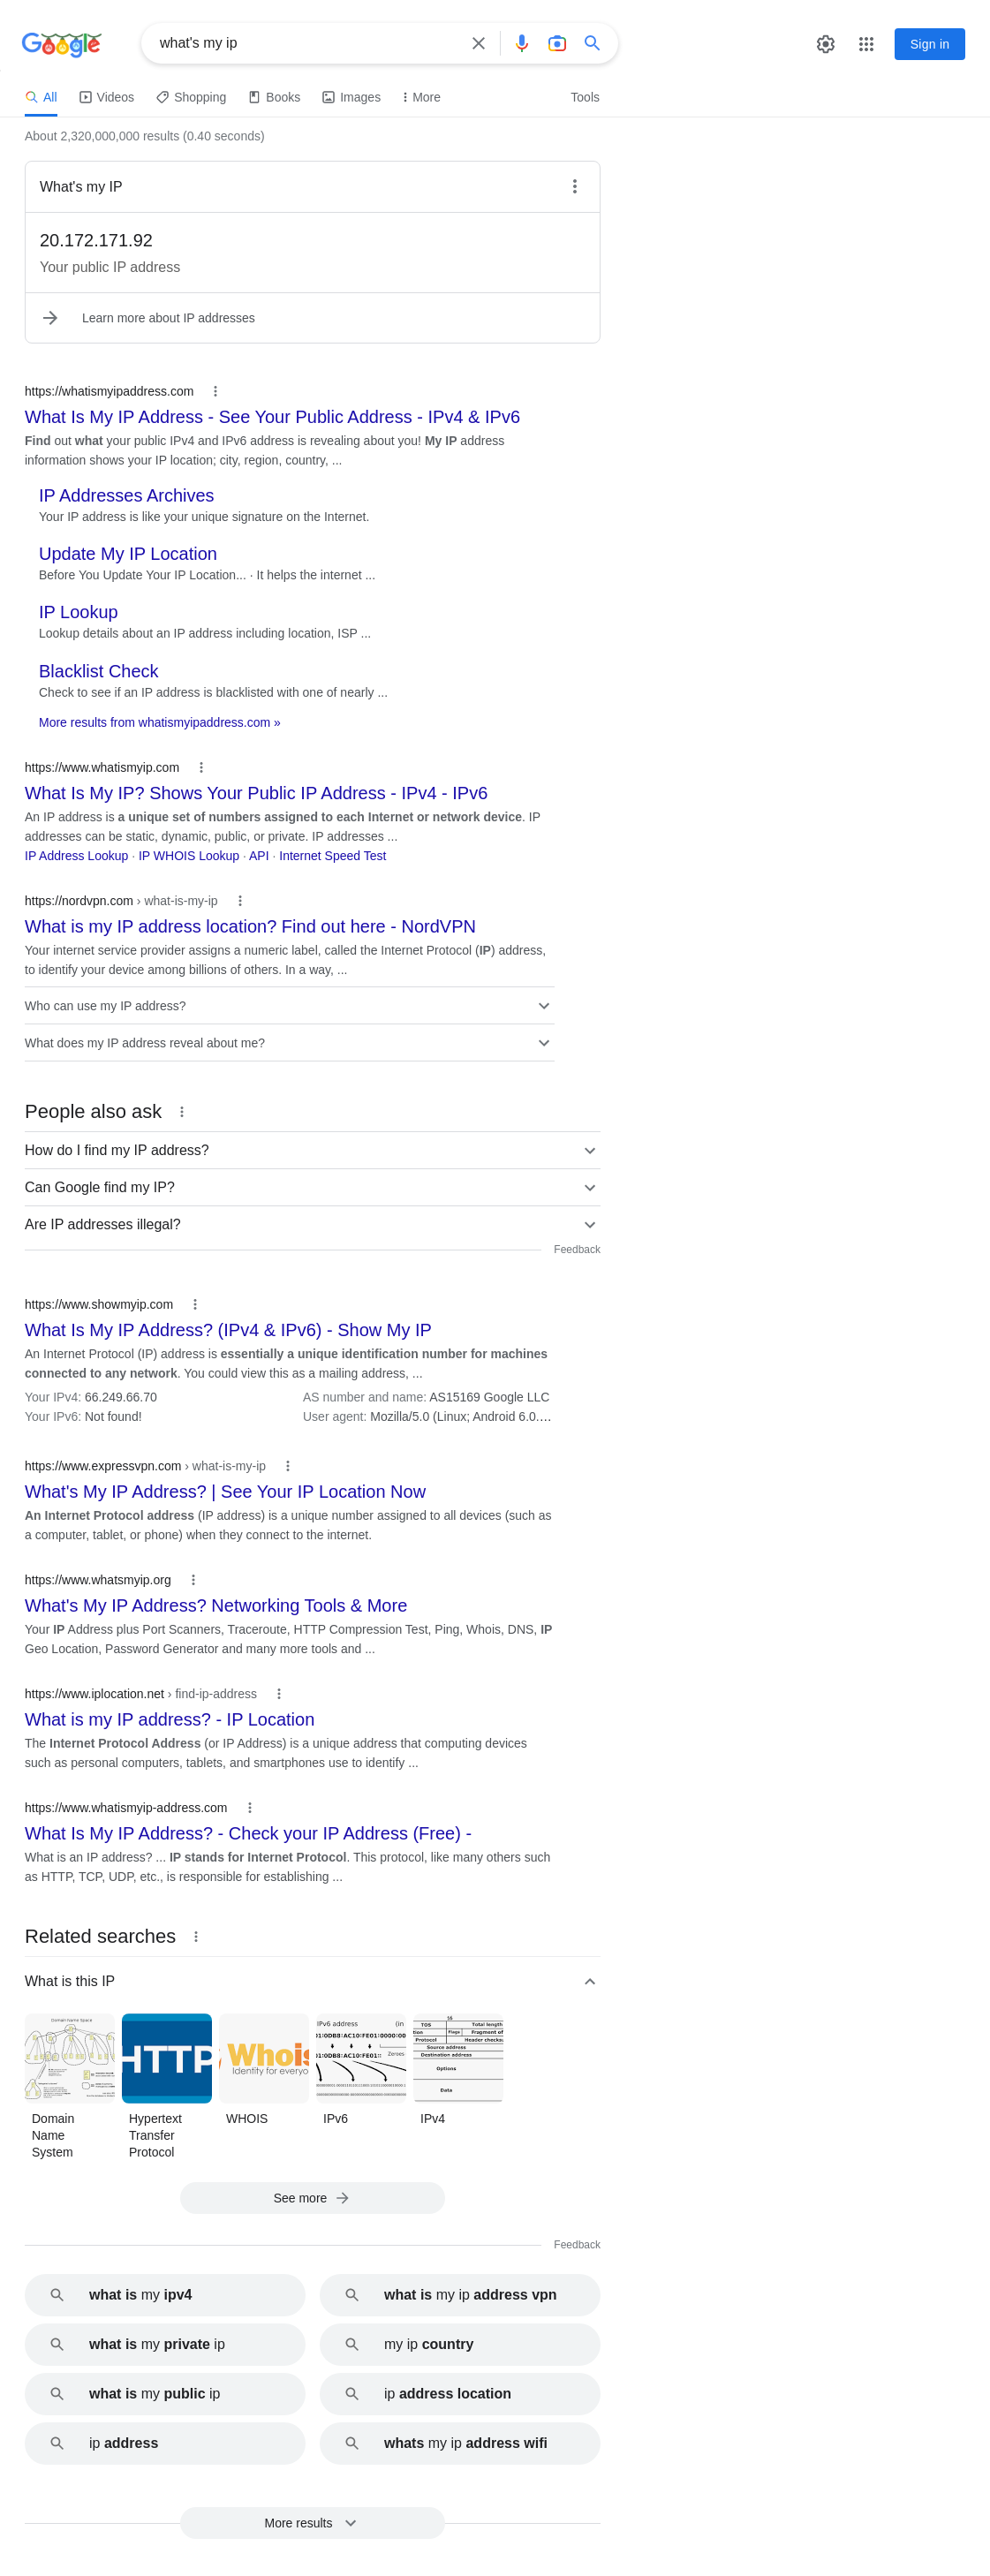 Google
what's my ip
Sign in
All
Videos
Shopping
Books
Images
More
Tools
About 2,320,000,000 results (0.40 seconds)
What's my IP
20.172.171.92
Your public IP address
Learn more about IP addresses
https://whatismyipaddress.com
What Is My IP Address - See Your Public Address - IPv4 & IPv6
Find out what your public IPv4 and IPv6 address is revealing about you! My IP address
information shows your IP location; city, region, country, ...
IP Addresses Archives
Your IP address is like your unique signature on the Internet.
Update My IP Location
Before You Update Your IP Location... · It helps the internet ...
IP Lookup
Lookup details about an IP address including location, ISP ...
Blacklist Check
Check to see if an IP address is blacklisted with one of nearly ...
More results from whatismyipaddress.com »
https://www.whatismyip.com
What Is My IP? Shows Your Public IP Address - IPv4 - IPv6
An IP address is a unique set of numbers assigned to each Internet or network device. IP
addresses can be static, dynamic, public, or private. IP addresses ...
IP Address Lookup · IP WHOIS Lookup · API · Internet Speed Test
https://nordvpn.com › what-is-my-ip
What is my IP address location? Find out here - NordVPN
Your internet service provider assigns a numeric label, called the Internet Protocol (IP) address,
to identify your device among billions of others. In a way, ...
Who can use my IP address?
What does my IP address reveal about me?
People also ask
How do I find my IP address?
Can Google find my IP?
Are IP addresses illegal?
Feedback
https://www.showmyip.com
What Is My IP Address? (IPv4 & IPv6) - Show My IP
An Internet Protocol (IP) address is essentially a unique identification number for machines
connected to any network. You could view this as a mailing address, ...
Your IPv4: 66.249.66.70
AS number and name: AS15169 Google LLC
Your IPv6: Not found!
User agent: Mozilla/5.0 (Linux; Android 6.0....
https://www.expressvpn.com › what-is-my-ip
What's My IP Address? | See Your IP Location Now
An Internet Protocol address (IP address) is a unique number assigned to all devices (such as
a computer, tablet, or phone) when they connect to the internet.
https://www.whatsmyip.org
What's My IP Address? Networking Tools & More
Your IP Address plus Port Scanners, Traceroute, HTTP Compression Test, Ping, Whois, DNS, IP
Geo Location, Password Generator and many more tools and ...
https://www.iplocation.net › find-ip-address
What is my IP address? - IP Location
The Internet Protocol Address (or IP Address) is a unique address that computing devices
such as personal computers, tablets, and smartphones use to identify ...
https://www.whatismyip-address.com
What Is My IP Address? - Check your IP Address (Free) -
What is an IP address? ... IP stands for Internet Protocol. This protocol, like many others such
as HTTP, TCP, UDP, etc., is responsible for establishing ...
Related searches
What is this IP
Domain Name Space
HTTP
Whois
Identity for everyo
IPv6 address (in
Zeroes
16
TOS Total length
Flags Fragment of
Protocol Header checks
Source address
Destination address
Options
Data
Domain
Name
System
Hypertext
Transfer
Protocol
WHOIS
IPv6
IPv4
See more
Feedback
what is my ipv4
what is my ip address vpn
what is my private ip
my ip country
what is my public ip
ip address location
ip address
whats my ip address wifi
More results